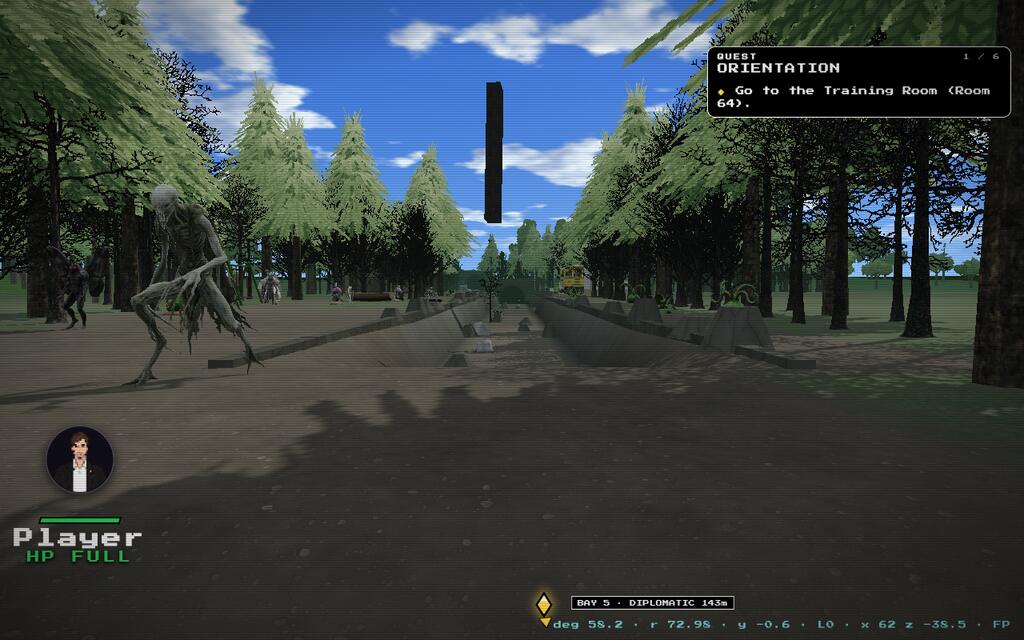 QUEST 1 / 6
ORIENTATION
◆ Go to the Training Room (Room
64).
Player
HP FULL
BAY 5 · DIPLOMATIC 143m
deg 58.2 · r 72.98 · y -0.6 · L0 · x 62 z -38.5 · FP